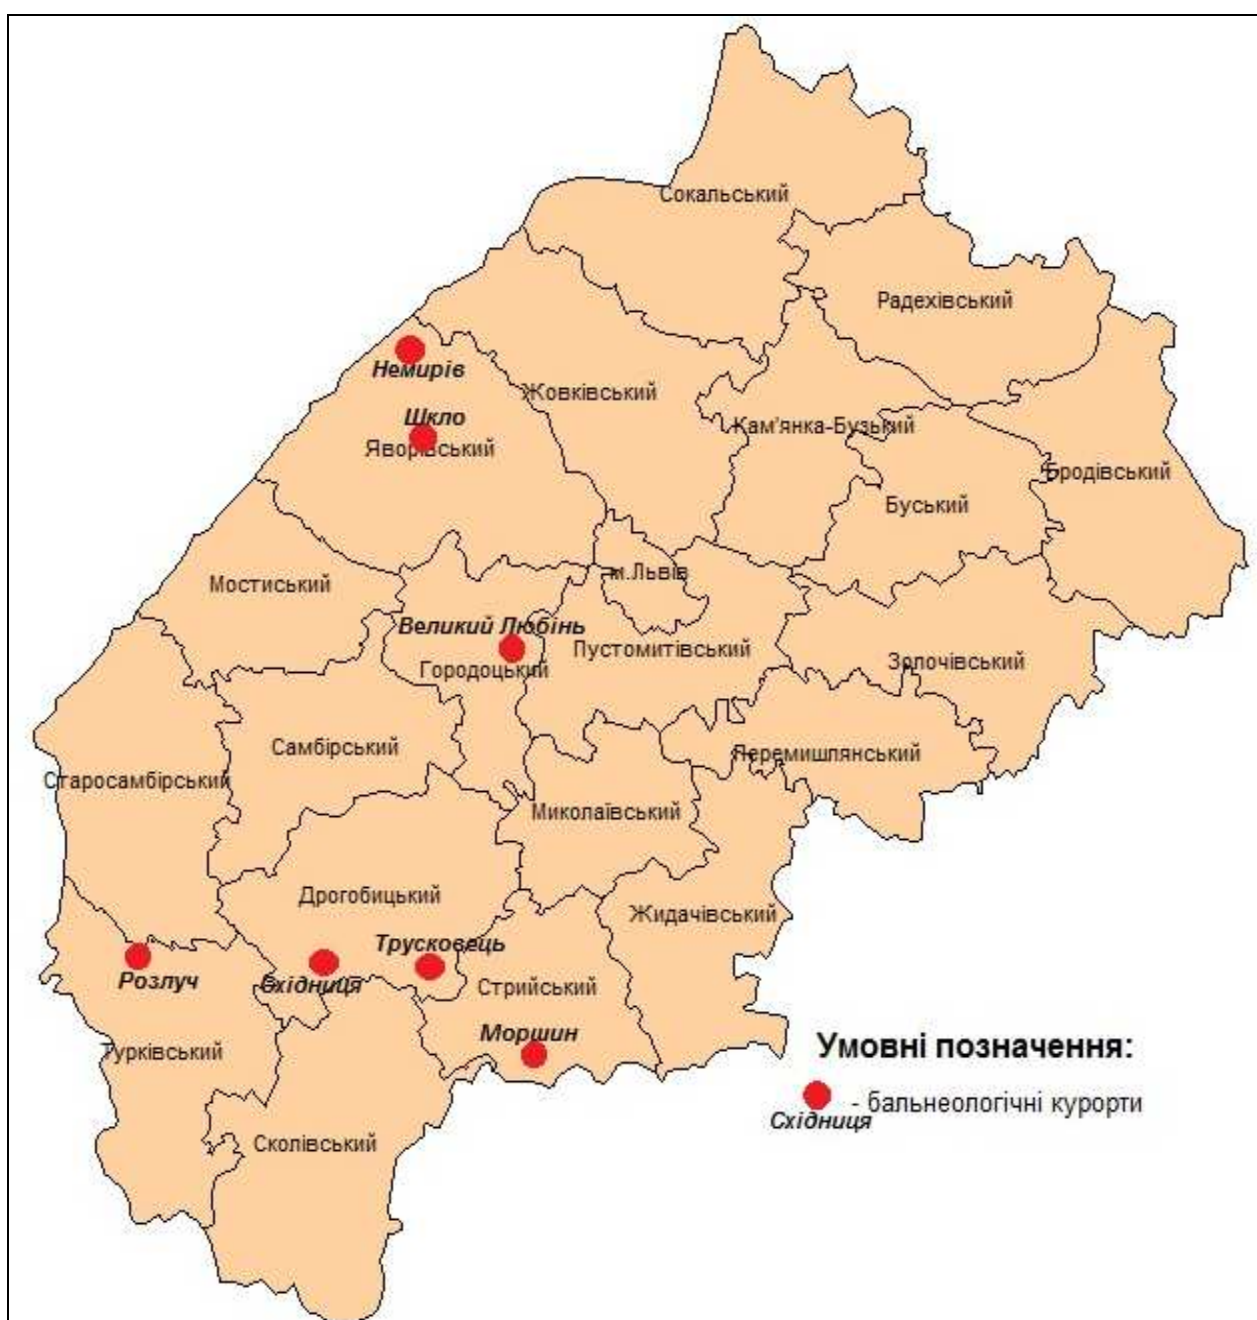 Сокальський
Радехівський
Немирів
Жовківський
Шкло
Кам'янка-Бузький
Яворівський
Бродівський
Буський
м.Львів
Мостиський
Великий Любінь
Пустомитівський
Городоцький
Золочівський
Самбірський
Перемишлянський
Старосамбірський
Миколаївський
Дрогобицький
Жидачівський
Трусковець
Розлуч
Східниця
Стрийський
Моршин
Турківський
Сколівський
Умовні позначення:
- бальнеологічні курорти
Східниця